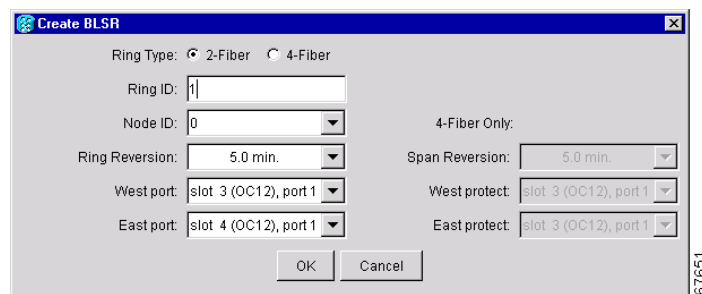 Create BLSR
Ring Type: 2-Fiber 4-Fiber
Ring ID: 1
Node ID: 0 4-Fiber Only:
Ring Reversion: 5.0 min. Span Reversion: 5.0 min.
West port: slot 3 (OC12), port 1 West protect: slot 3 (OC12), port 1
East port: slot 4 (OC12), port 1 East protect: slot 3 (OC12), port 1
OK Cancel
67651